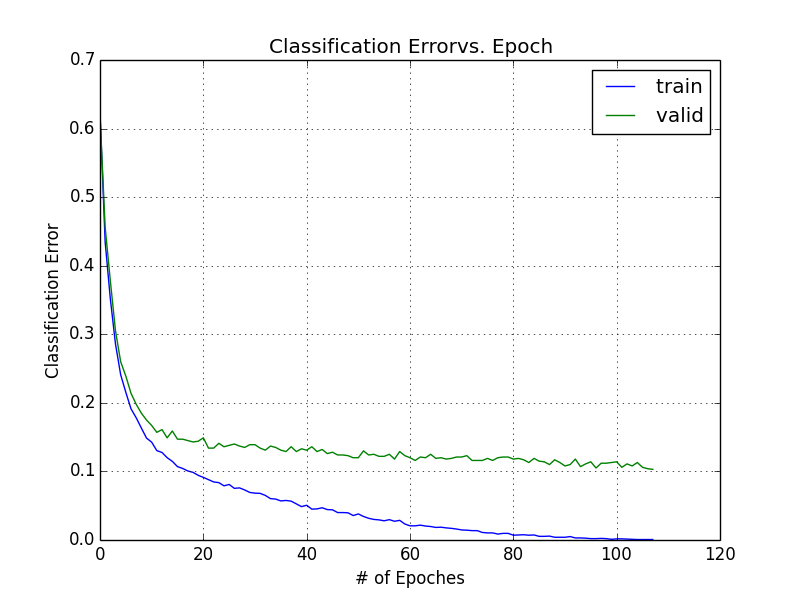 Classification Errorvs. Epoch
0.7
0.6
0.5
0.4
0.3
0.2
0.1
0.0
Classification Error
train
valid
0 20 40 60 80 100 120
# of Epoches